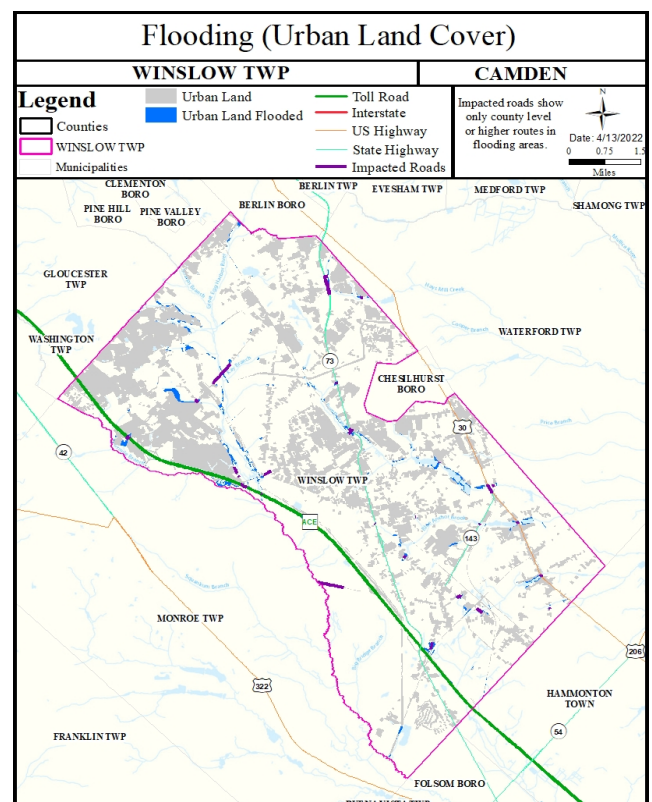 Flooding (Urban Land Cover)
WINSLOW TWP
CAMDEN
Legend
Counties
WINSLOW TWP
Municipalities
Urban Land
Urban Land Flooded
Toll Road
Interstate
US Highway
State Highway
Impacted Roads
Impacted roads show
only county level
or higher routes in
flooding areas.
N
Date: 4/13/2022
0 0.75 1.5
Miles
CLEMENTON
BORO
BERLIN TWP
EVESHAM TWP
MEDFORD TWP
PINE HILL
BORO
PINE VALLEY
BORO
BERLIN BORO
SHAMONG TWP
GLOUCESTER
TWP
WASHINGTON
TWP
WATERFORD TWP
73
CHESILHURST
BORO
30
42
WINSLOW TWP
ACE
143
MONROE TWP
206
322
HAMMONTON
TOWN
54
FRANKLIN TWP
FOLSOM BORO